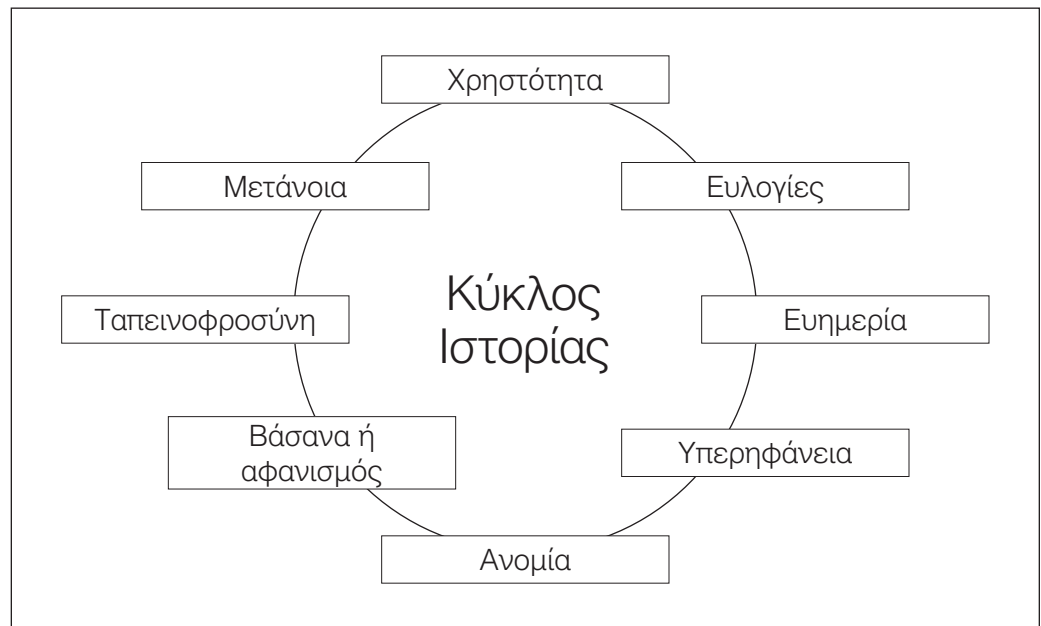 Χρηστότητα
Μετάνοια
Ευλογίες
Κύκλος
Ιστορίας
Ταπεινοφροσύνη
Ευημερία
Βάσανα ή
αφανισμός
Υπερηφάνεια
Ανομία